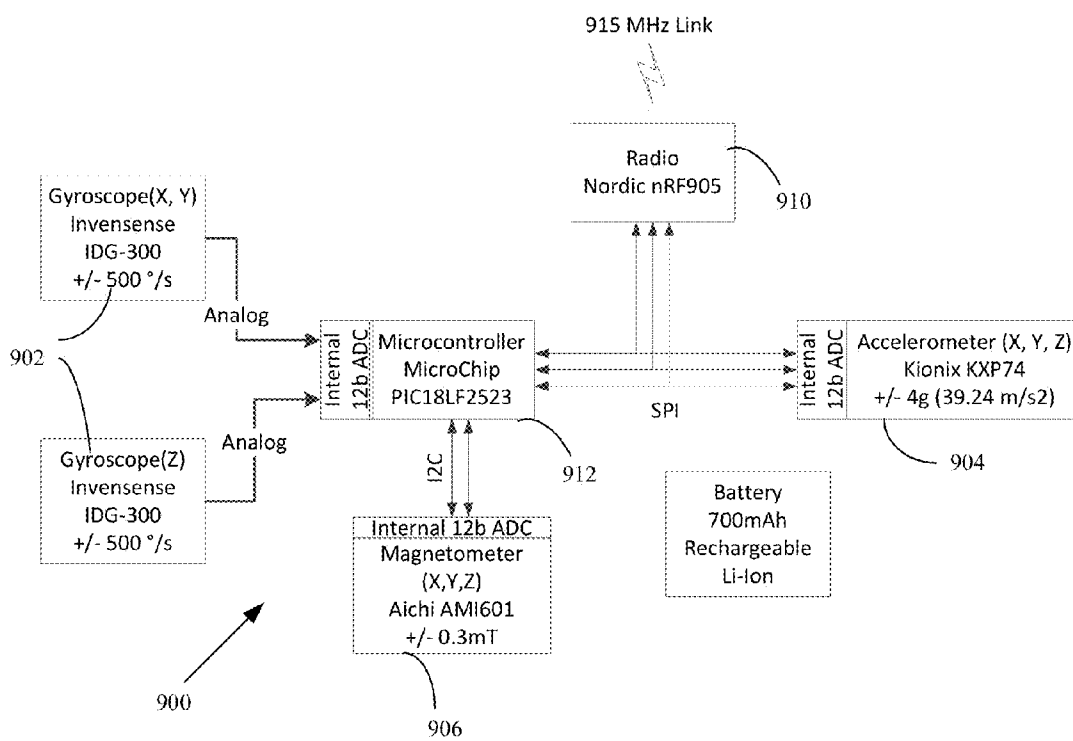 915 MHz Link
Radio
Nordic nRF905
910
Gyroscope(X, Y)
Invensense
IDG-300
+/- 500 °/s
Analog
902
Internal
12b ADC
Microcontroller
MicroChip
PIC18LF2523
912
SPI
Internal
12b ADC
Accelerometer (X, Y, Z)
Kionix KXP74
+/- 4g (39.24 m/s2)
904
Analog
Gyroscope(Z)
Invensense
IDG-300
+/- 500 °/s
I2C
Internal 12b ADC
Magnetometer
(X,Y,Z)
Aichi AMI601
+/- 0.3mT
906
Battery
700mAh
Rechargeable
Li-Ion
900